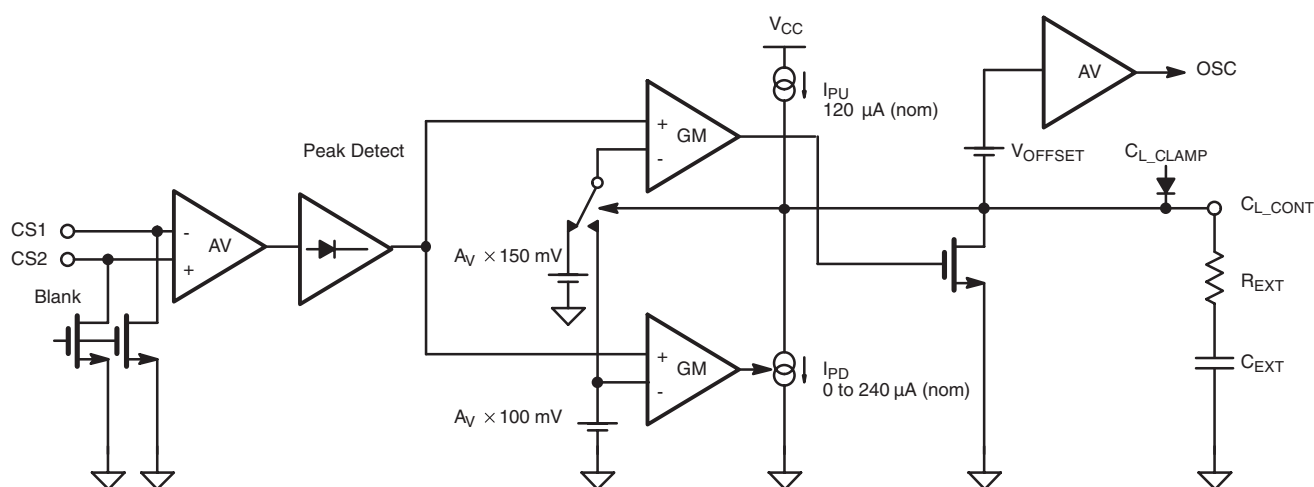 V_CC
AV
OSC
I_PU
120 µA (nom)
+
GM
-
Peak Detect
V_OFFSET
C_L_CLAMP
CS1
-
AV
C_L_CONT
CS2
+
A_V × 150 mV
Blank
R_EXT
+
GM
-
I_PD
0 to 240 µA (nom)
C_EXT
A_V × 100 mV